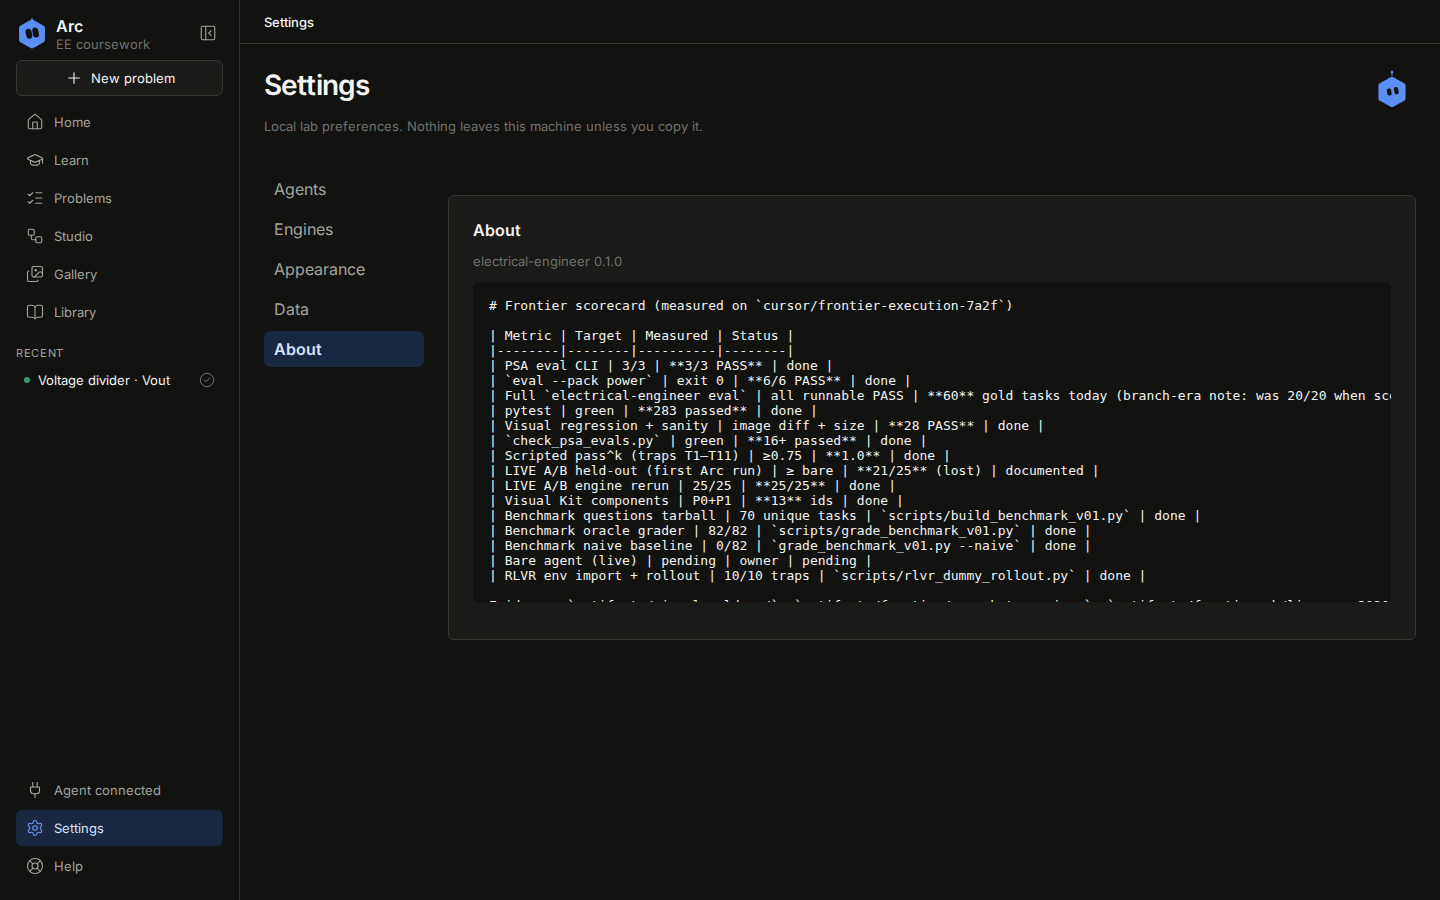 Arc
EE coursework
New problem
Home
Learn
Problems
Studio
Gallery
Library
RECENT
Voltage divider · Vout
Agent connected
Settings
Help
Settings
Settings
Local lab preferences. Nothing leaves this machine unless you copy it.
Agents
Engines
Appearance
Data
About
About
electrical-engineer 0.1.0
# Frontier scorecard (measured on `cursor/frontier-execution-7a2f`)
| Metric | Target | Measured | Status |
|--------|--------|----------|--------|
| PSA eval CLI | 3/3 | **3/3 PASS** | done |
| `eval --pack power` | exit 0 | **6/6 PASS** | done |
| Full `electrical-engineer eval` | all runnable PASS | **60** gold tasks today (branch-era note: was 20/20 when
| pytest | green | **283 passed** | done |
| Visual regression + sanity | image diff + size | **28 PASS** | done |
| `check_psa_evals.py` | green | **16+ passed** | done |
| Scripted pass^k (traps T1–T11) | ≥0.75 | **1.0** | done |
| LIVE A/B held-out (first Arc run) | ≥ bare | **21/25** (lost) | documented |
| LIVE A/B engine rerun | 25/25 | **25/25** | done |
| Visual Kit components | P0+P1 | **13** ids | done |
| Benchmark questions tarball | 70 unique tasks | `scripts/build_benchmark_v01.py` | done |
| Benchmark oracle grader | 82/82 | `scripts/grade_benchmark_v01.py` | done |
| Benchmark naive baseline | 0/82 | `grade_benchmark_v01.py --naive` | done |
| Bare agent (live) | pending | owner | pending |
| RLVR env import + rollout | 10/10 traps | `scripts/rlvr_dummy_rollout.py` | done |